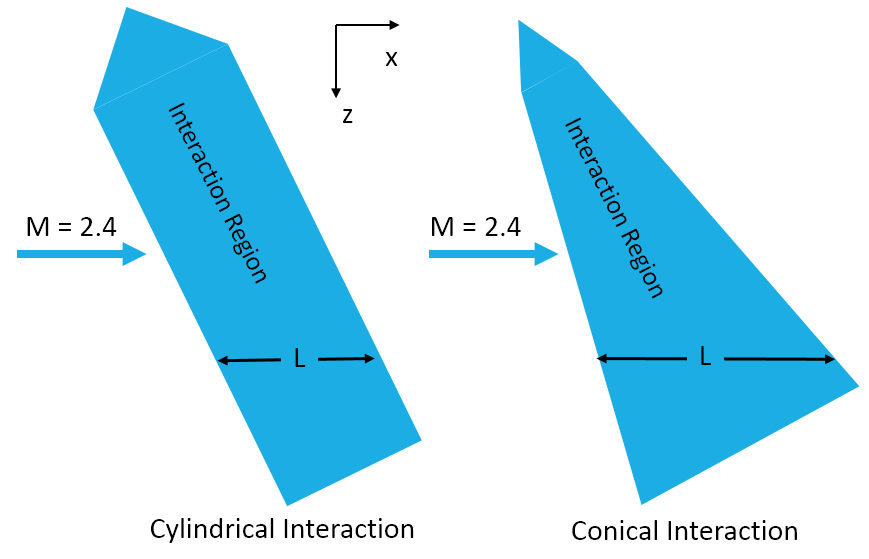 x
z
Interaction Region
Interaction Region
M = 2.4
M = 2.4
L
L
Cylindrical Interaction
Conical Interaction